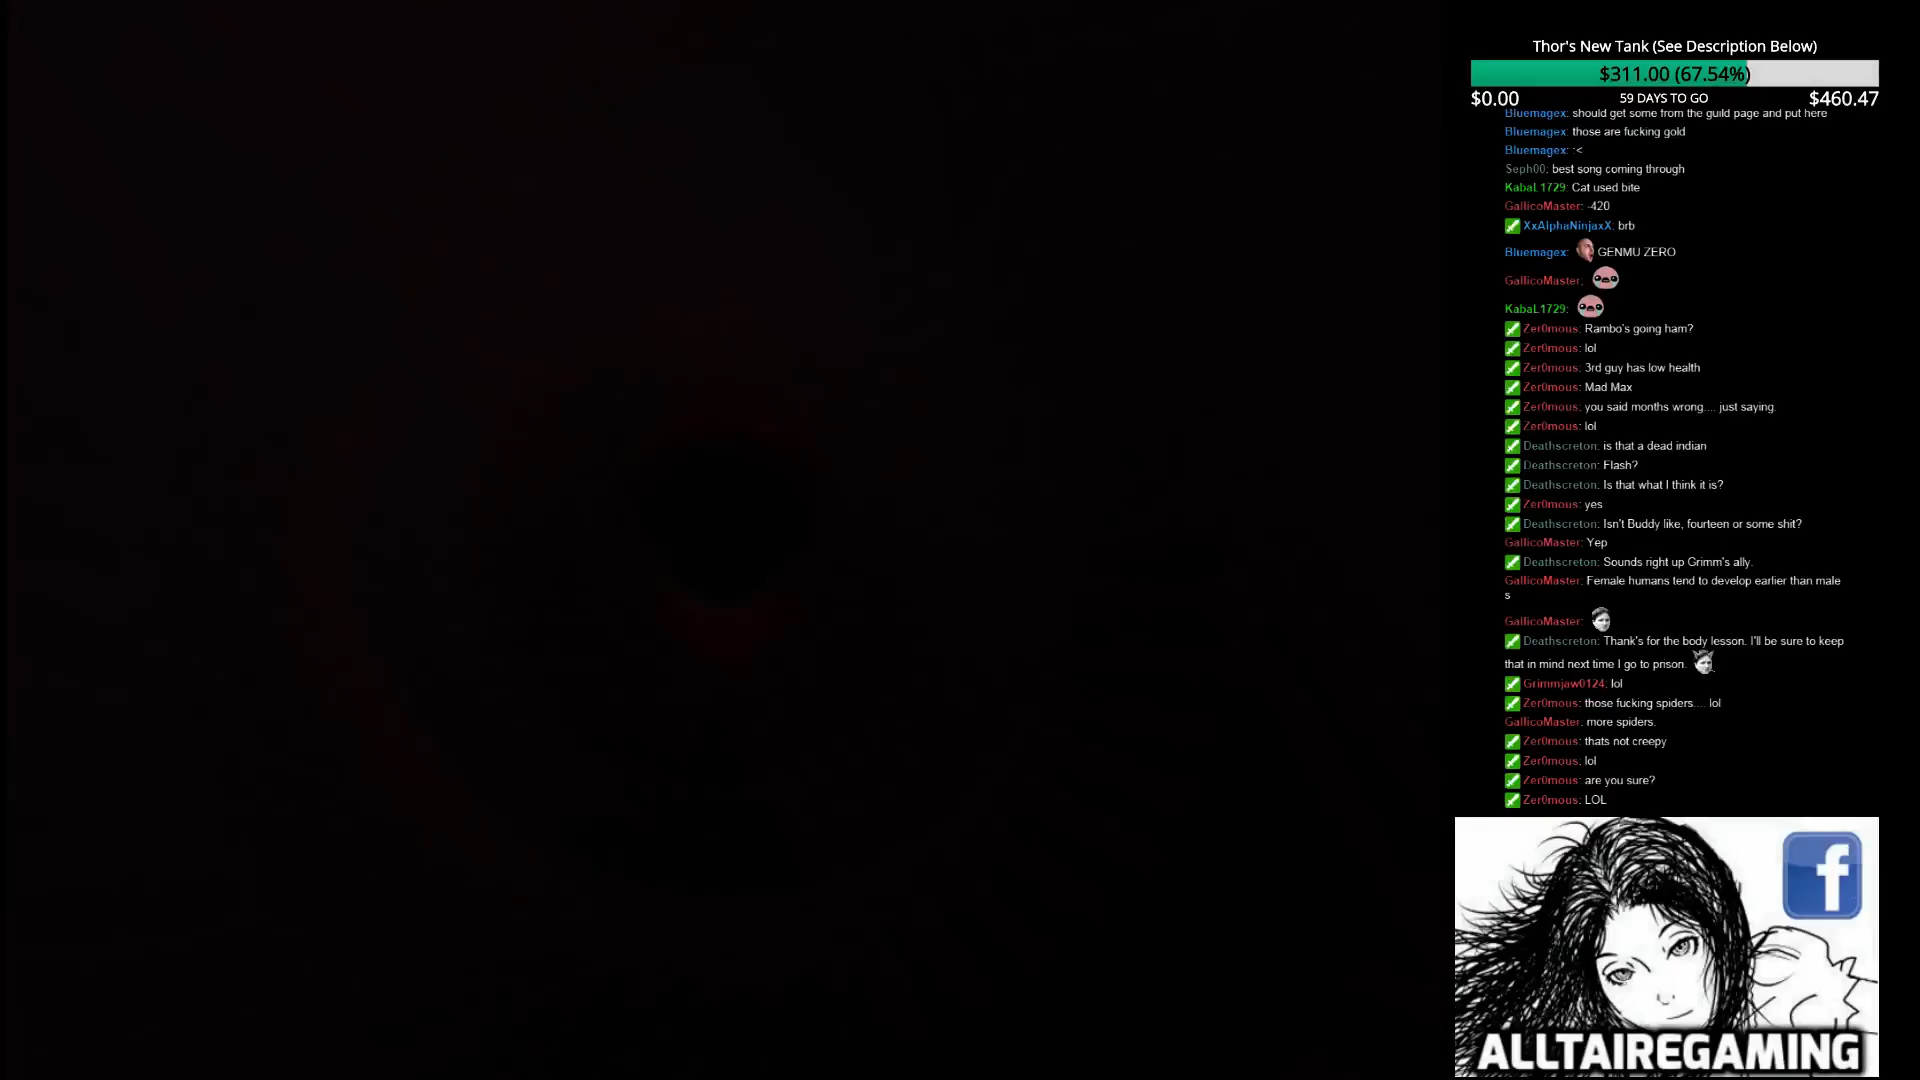 Thor's New Tank (See Description Below)
$311.00 (67.54%)
$0.00 59 DAYS TO GO $460.47
Bluemagex: should get some from the guild page and put here
Bluemagex: those are fucking gold
Bluemagex: :<
Seph00: best song coming through
KabaL1729: Cat used bite
GallicoMaster: -420
XxAlphaNinjaxX: brb
Bluemagex: GENMU ZERO
GallicoMaster:
KabaL1729:
Zer0mous: Rambo's going ham?
Zer0mous: lol
Zer0mous: 3rd guy has low health
Zer0mous: Mad Max
Zer0mous: you said months wrong.... just saying.
Zer0mous: lol
Deathscreton: is that a dead indian
Deathscreton: Flash?
Deathscreton: Is that what I think it is?
Zer0mous: yes
Deathscreton: Isn't Buddy like, fourteen or some shit?
GallicoMaster: Yep
Deathscreton: Sounds right up Grimm's ally.
GallicoMaster: Female humans tend to develop earlier than male
s
GallicoMaster:
Deathscreton: Thank's for the body lesson. I'll be sure to keep
that in mind next time I go to prison.
Grimmjaw0124: lol
Zer0mous: those fucking spiders.... lol
GallicoMaster: more spiders.
Zer0mous: thats not creepy
Zer0mous: lol
Zer0mous: are you sure?
Zer0mous: LOL
f
ALLTAIREGAMING